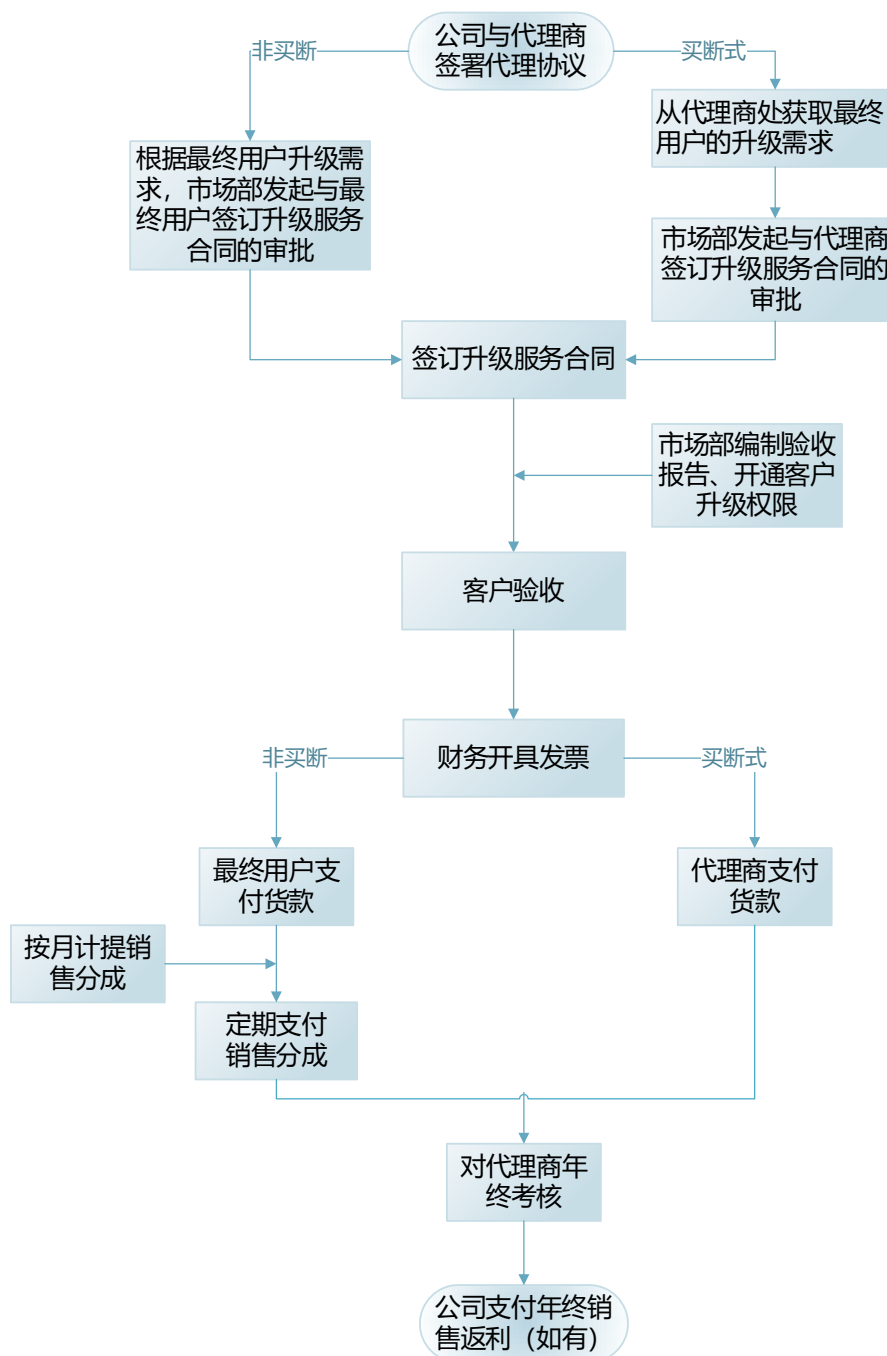 公司与代理商
签署代理协议
非买断
买断式
从代理商处获取最终
用户的升级需求
根据最终用户升级需
求，市场部发起与最
终用户签订升级服务
合同的审批
市场部发起与代理商
签订升级服务合同的
审批
签订升级服务合同
市场部编制验收
报告、开通客户
升级权限
客户验收
财务开具发票
非买断
买断式
最终用户支
付货款
代理商支付
货款
按月计提销
售分成
定期支付
销售分成
对代理商年
终考核
公司支付年终销
售返利（如有）